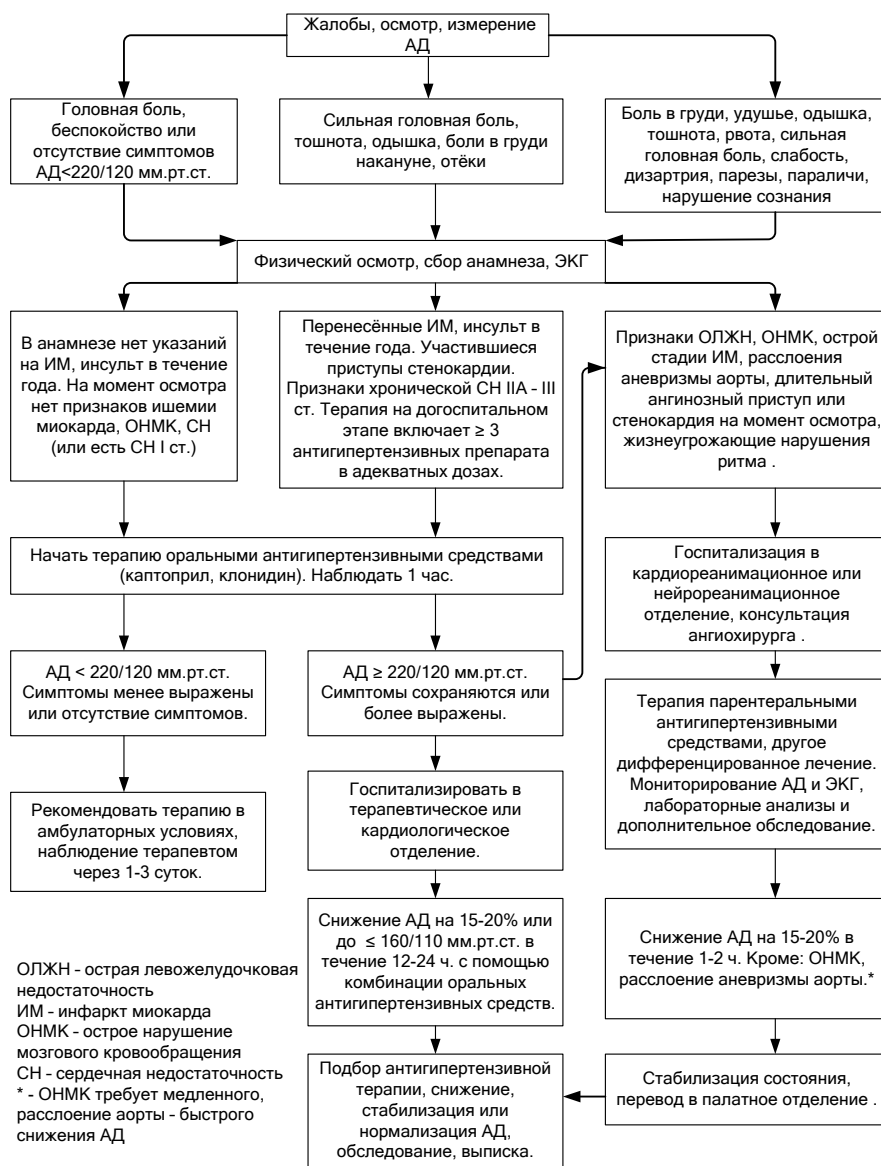 Жалобы, осмотр, измерение
АД
Головная боль,
беспокойство или
отсутствие симптомов
АД<220/120 мм.рт.ст.
Сильная головная боль,
тошнота, одышка, боли в груди
накануне, отёки
Боль в груди, удушье, одышка,
тошнота, рвота, сильная
головная боль, слабость,
дизартрия, парезы, параличи,
нарушение сознания
Физический осмотр, сбор анамнеза, ЭКГ
В анамнезе нет указаний
на ИМ, инсульт в течение
года. На момент осмотра
нет признаков ишемии
миокарда, ОНМК, СН
(или есть СН I ст.)
Перенесённые ИМ, инсульт в
течение года. Участившиеся
приступы стенокардии.
Признаки хронической СН IIА – III
ст. Терапия на догоспитальном
этапе включает ≥ 3
антигипертензивных препарата
в адекватных дозах.
Признаки ОЛЖН, ОНМК, острой
стадии ИМ, расслоения
аневризмы аорты, длительный
ангинозный приступ или
стенокардия на момент осмотра,
жизнеугрожающие нарушения
ритма .
Начать терапию оральными антигипертензивными средствами
(каптоприл, клонидин). Наблюдать 1 час.
Госпитализация в
кардиореанимационное или
нейрореанимационное
отделение, консультация
ангиохирурга .
АД < 220/120 мм.рт.ст.
Симптомы менее выражены
или отсутствие симптомов.
АД ≥ 220/120 мм.рт.ст.
Симптомы сохраняются или
более выражены.
Терапия парентеральными
антигипертензивными
средствами, другое
дифференцированное лечение.
Мониторирование АД и ЭКГ,
лабораторные анализы и
дополнительное обследование.
Рекомендовать терапию в
амбулаторных условиях,
наблюдение терапевтом
через 1-3 суток.
Госпитализировать в
терапевтическое или
кардиологическое
отделение.
Снижение АД на 15-20% или
до ≤ 160/110 мм.рт.ст. в
течение 12-24 ч. с помощью
комбинации оральных
антигипертензивных средств.
Снижение АД на 15-20% в
течение 1-2 ч. Кроме: ОНМК,
расслоение аневризмы аорты.*
ОЛЖН – острая левожелудочковая
недостаточность
ИМ – инфаркт миокарда
ОНМК – острое нарушение
мозгового кровообращения
СН – сердечная недостаточность
* - ОНМК требует медленного,
расслоение аорты – быстрого
снижения АД
Подбор антигипертензивной
терапии, снижение,
стабилизация или
нормализация АД,
обследование, выписка.
Стабилизация состояния,
перевод в палатное отделение .